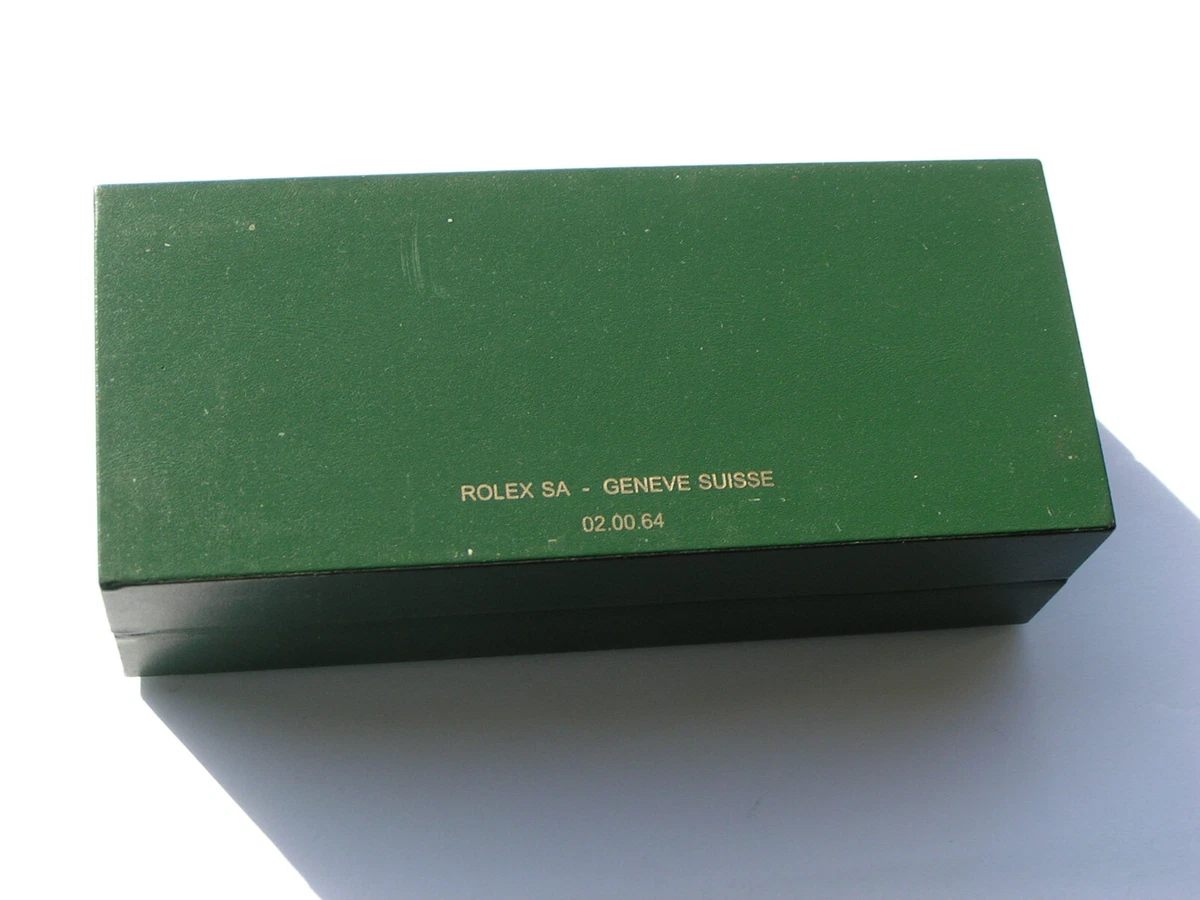 ROLEX SA - GENEVE SUISSE
02.00.64